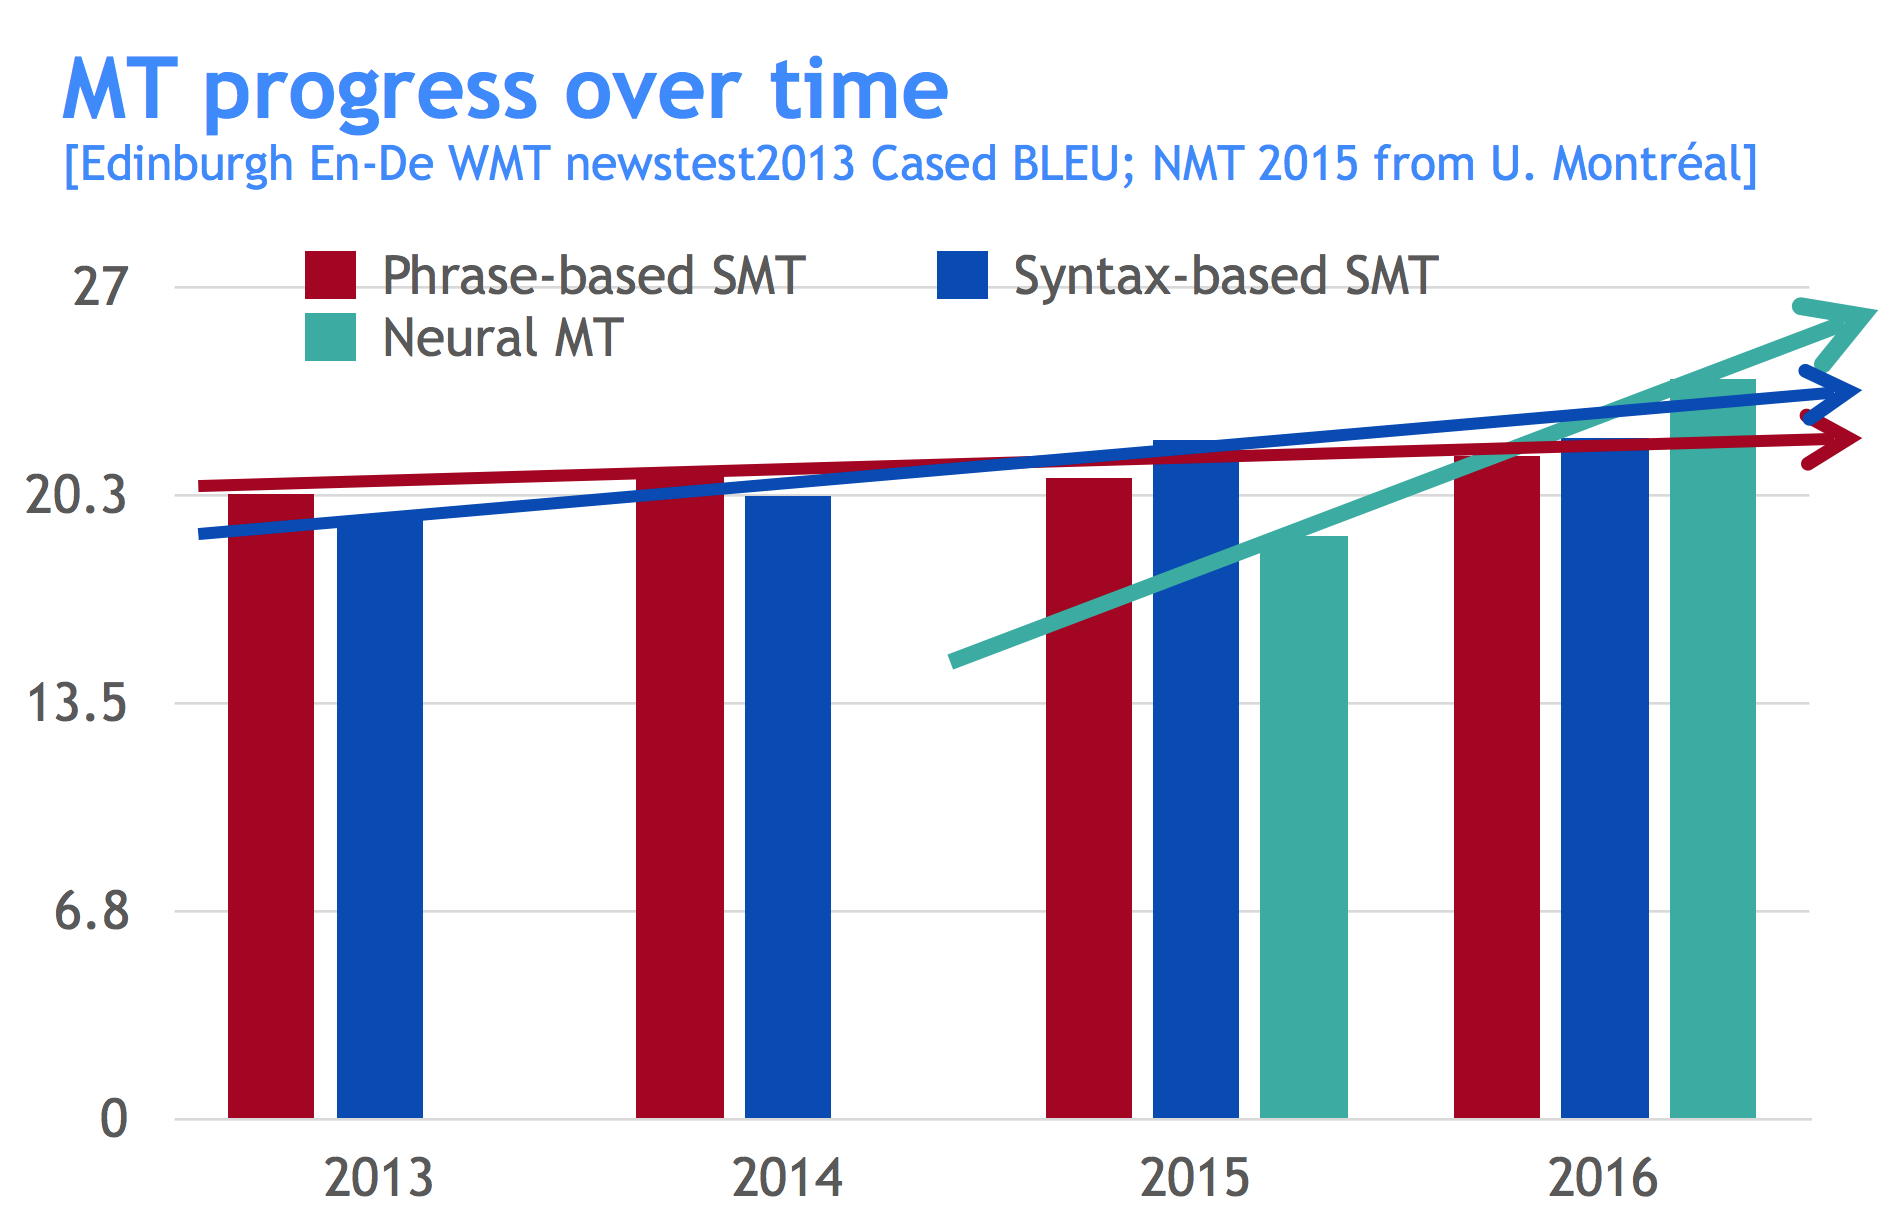 MT progress over time
[Edinburgh En-De WMT newstest2013 Cased BLEU; NMT 2015 from U. Montréal]
Phrase-based SMT
Syntax-based SMT
Neural MT
27
20.3
13.5
6.8
0
2013
2014
2015
2016